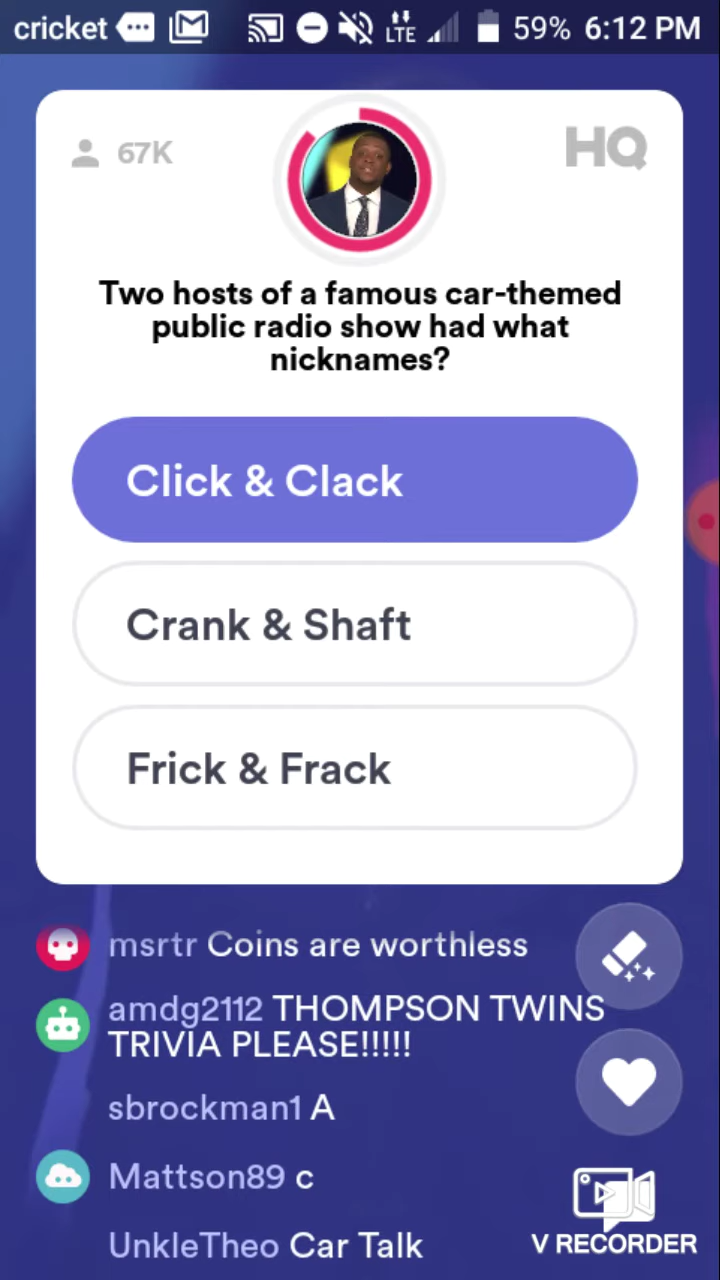 cricket LTE 59% 6:12 PM
67K HQ
Two hosts of a famous car-themed
public radio show had what
nicknames?
Click & Clack
Crank & Shaft
Frick & Frack
msrtr Coins are worthless
amdg2112 THOMPSON TWINS
TRIVIA PLEASE!!!!!
sbrockman1 A
Mattson89 c
UnkleTheo Car Talk
V RECORDER